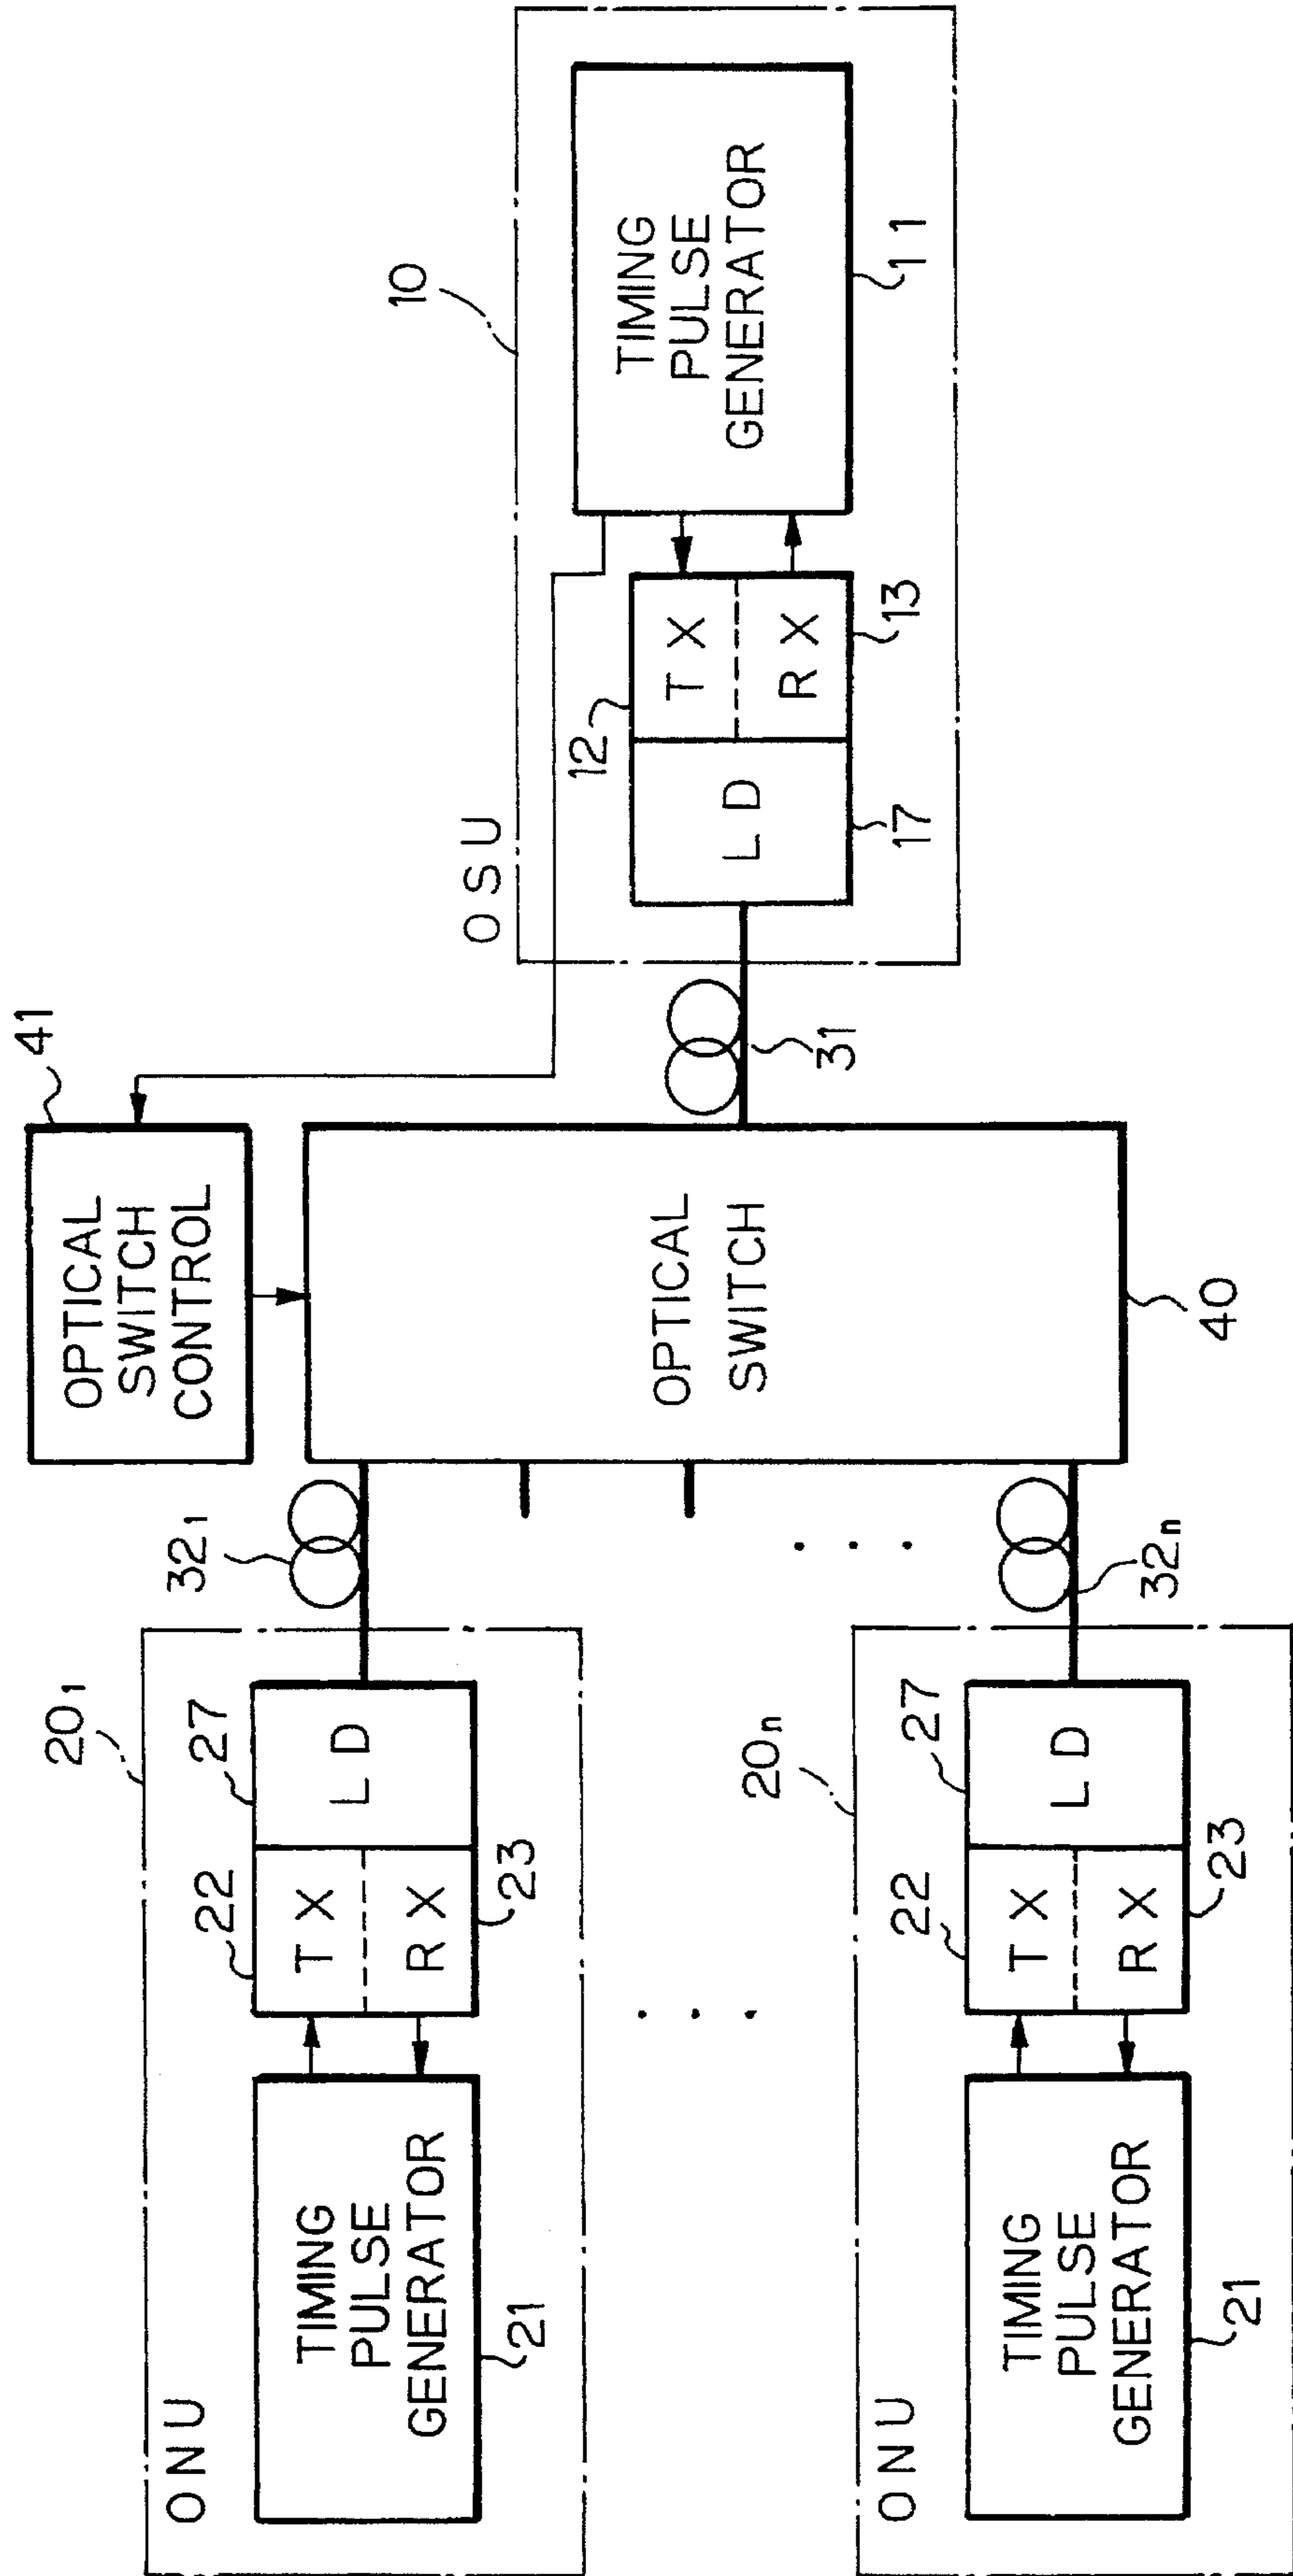 ONU
20₁
TIMING
PULSE
GENERATOR
21
22
TX
RX
23
27
LD
32₁
OPTICAL
SWITCH
CONTROL
41
OPTICAL
SWITCH
40
31
OSU
10
LD
17
12
TX
RX
13
TIMING
PULSE
GENERATOR
11
ONU
20ₙ
TIMING
PULSE
GENERATOR
21
22
TX
RX
23
27
LD
32ₙ